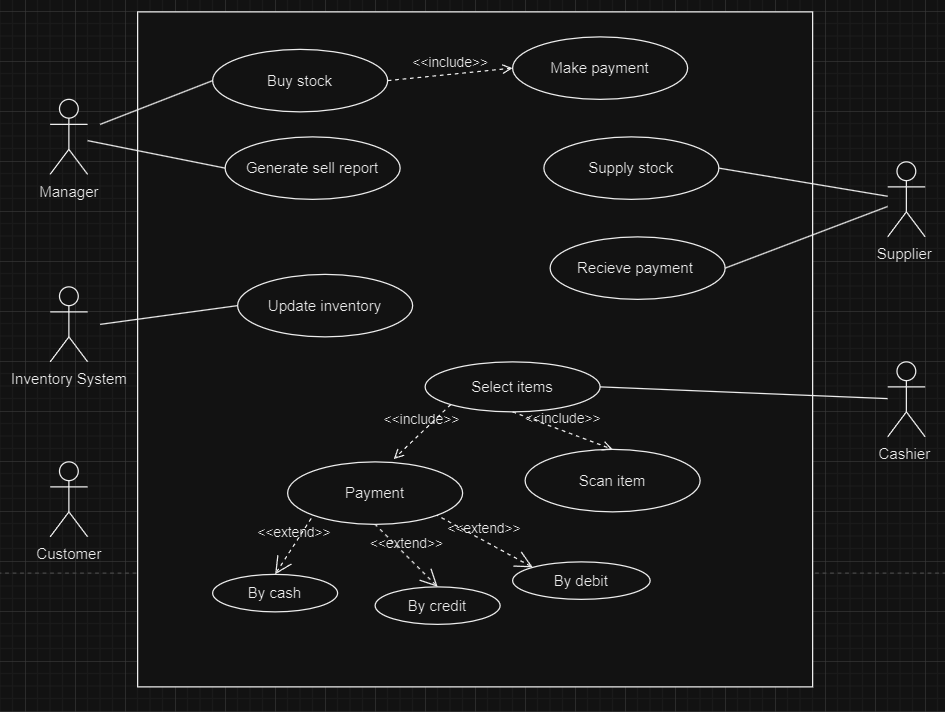 <<include>>
Buy stock
Make payment
Generate sell report
Supply stock
Manager
Supplier
Recieve payment
Update inventory
Inventory System
Select items
<<include>>
<<include>>
Cashier
Payment
Scan item
<<extend>>
<<extend>>
<<extend>>
Customer
By cash
By credit
By debit